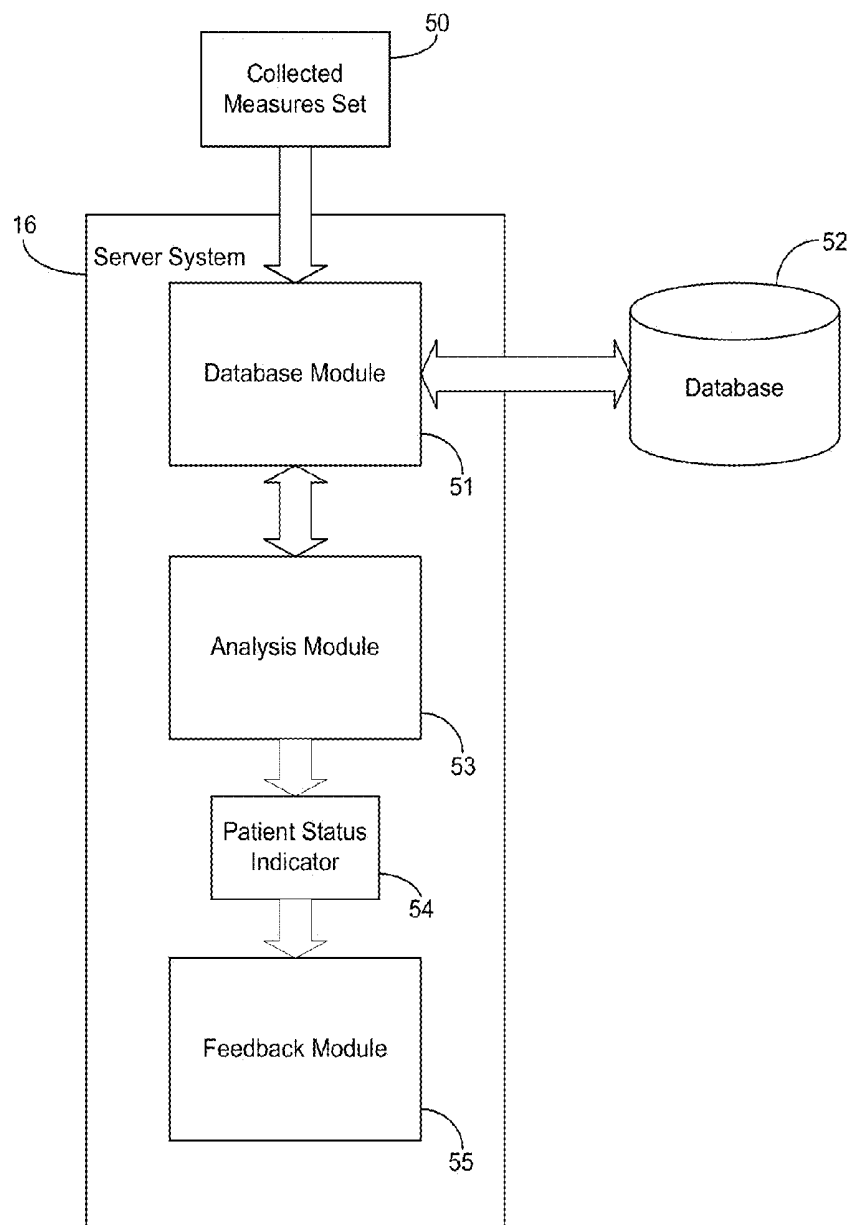 50
Collected
Measures Set
16
Server System
52
Database Module
Database
51
Analysis Module
53
Patient Status
Indicator
54
Feedback Module
55